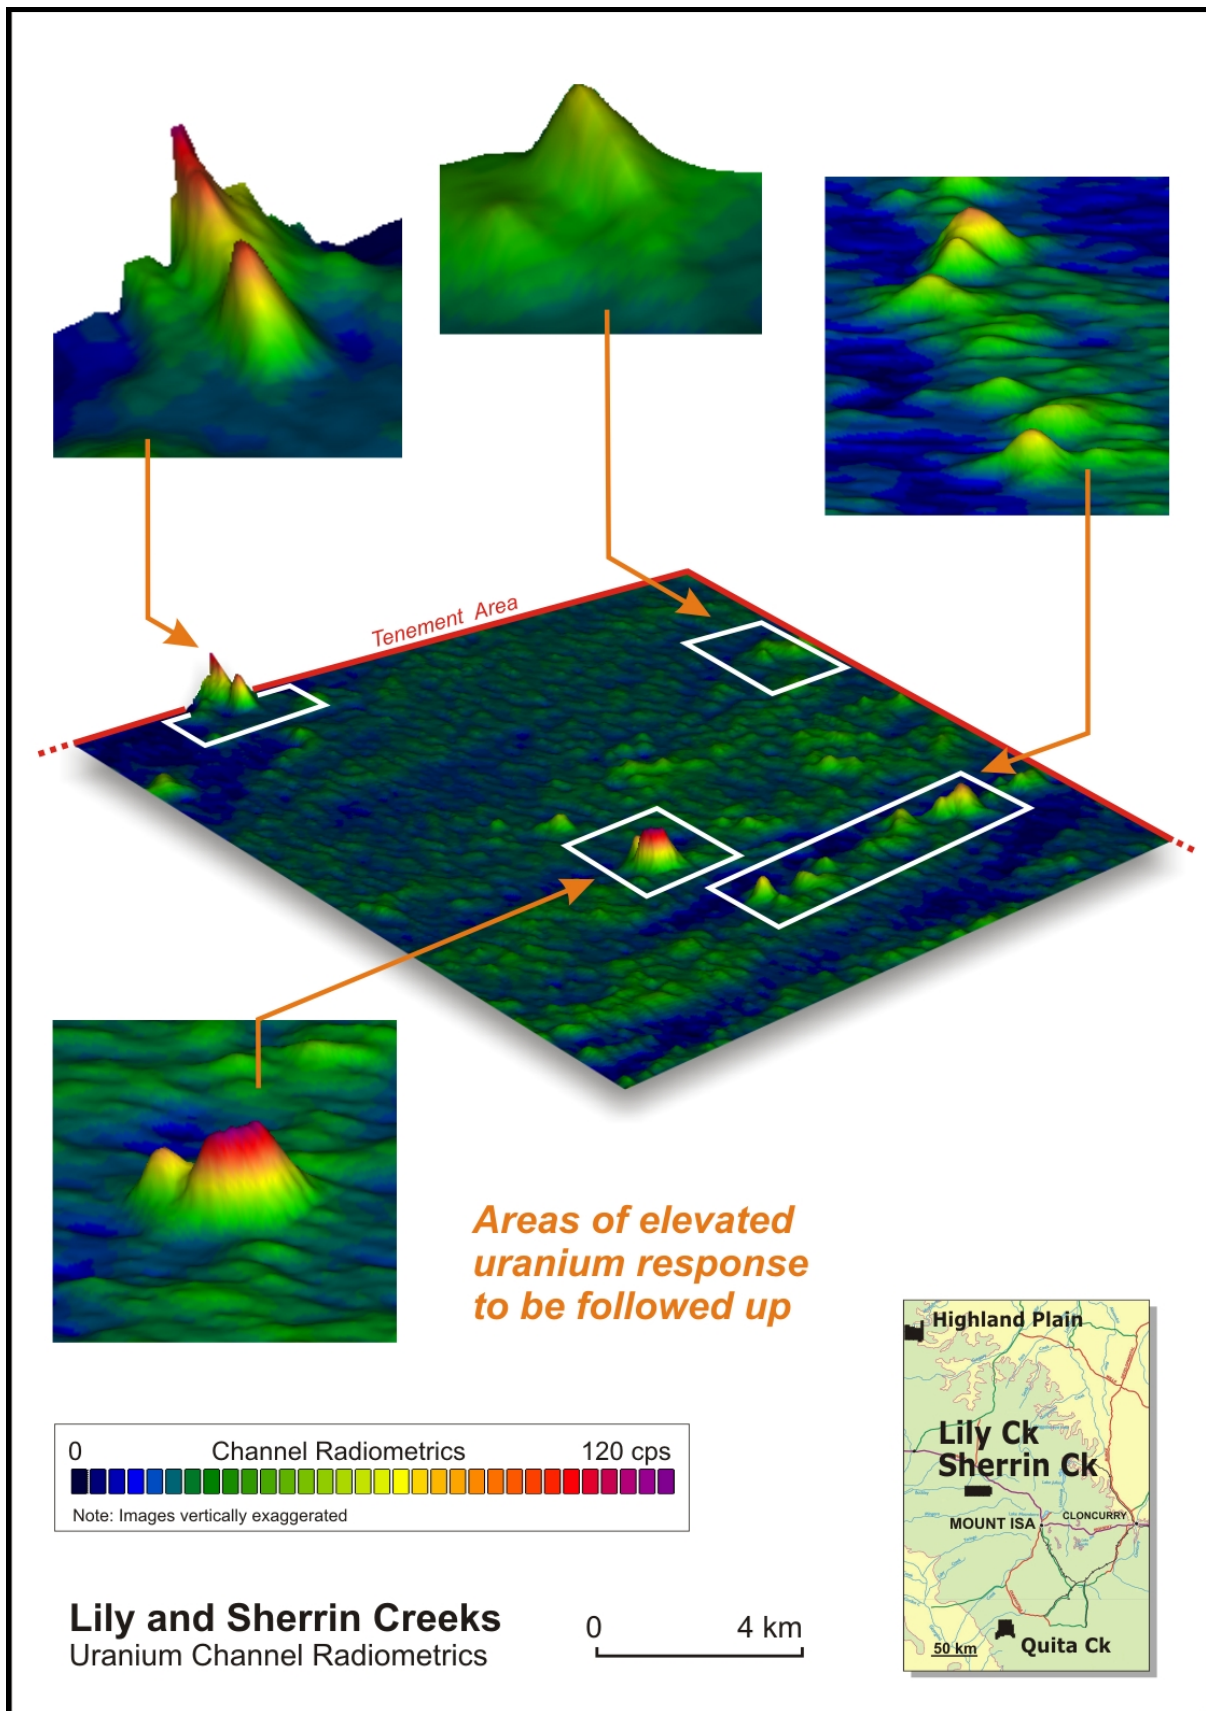 Tenement Area
Areas of elevated
uranium response
to be followed up
Highland Plain
Lily Ck
Sherrin Ck
MOUNT ISA
CLONCURRY
50 km
Quita Ck
0 Channel Radiometrics 120 cps
Note: Images vertically exaggerated
Lily and Sherrin Creeks
Uranium Channel Radiometrics
0 4 km